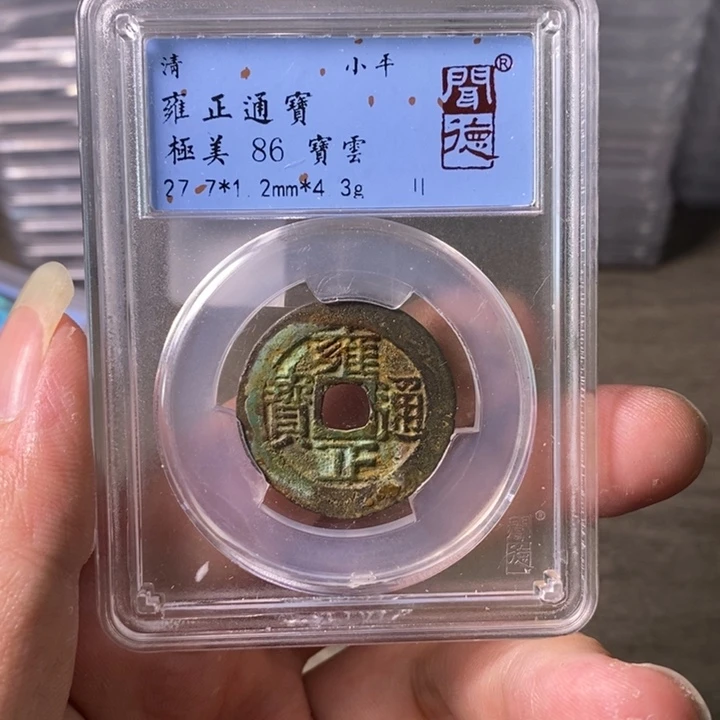 清 小平
雍正通寶
極美 86 寶雲
27.7*1.2mm*4.3g
聞德®
雍正通寶